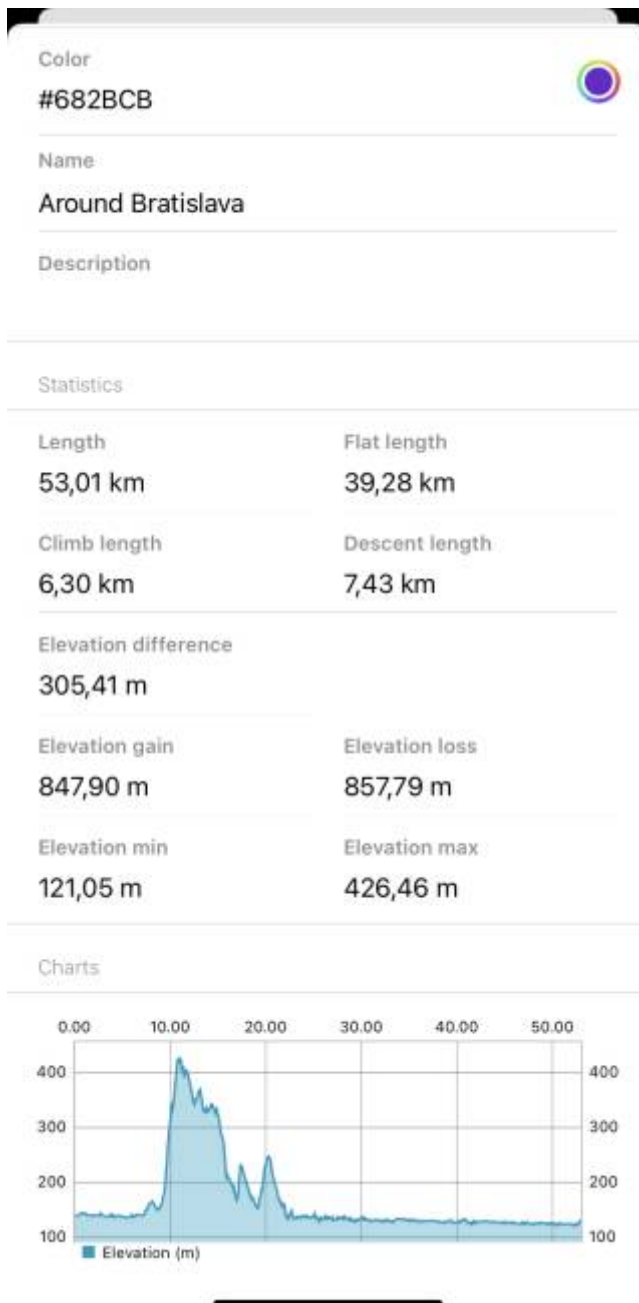 Color
#682BCB
Name
Around Bratislava
Description
Statistics
Length Flat length
53,01 km 39,28 km
Climb length Descent length
6,30 km 7,43 km
Elevation difference
305,41 m
Elevation gain Elevation loss
847,90 m 857,79 m
Elevation min Elevation max
121,05 m 426,46 m
Charts
0.00 10.00 20.00 30.00 40.00 50.00
400 400
300 300
200 200
100 100
Elevation (m)